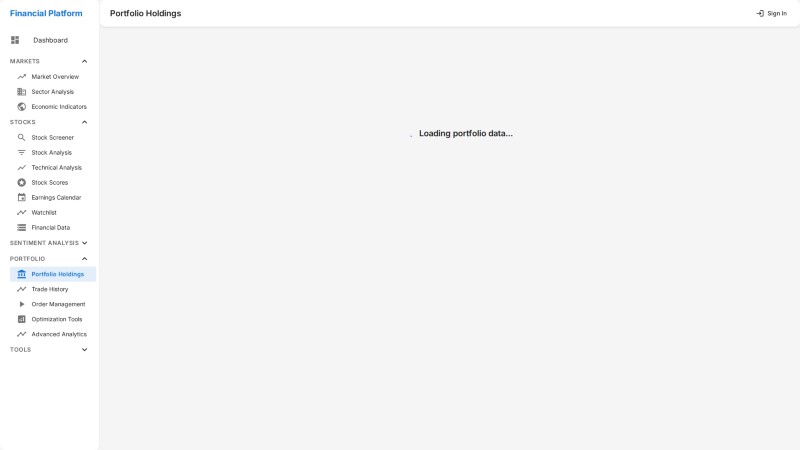 Financial Platform
Portfolio Holdings
Sign In
Dashboard
MARKETS
Market Overview
Sector Analysis
Economic Indicators
STOCKS
Stock Screener
Stock Analysis
Technical Analysis
Stock Scores
Earnings Calendar
Watchlist
Financial Data
SENTIMENT ANALYSIS
PORTFOLIO
Portfolio Holdings
Trade History
Order Management
Optimization Tools
Advanced Analytics
TOOLS
Loading portfolio data...